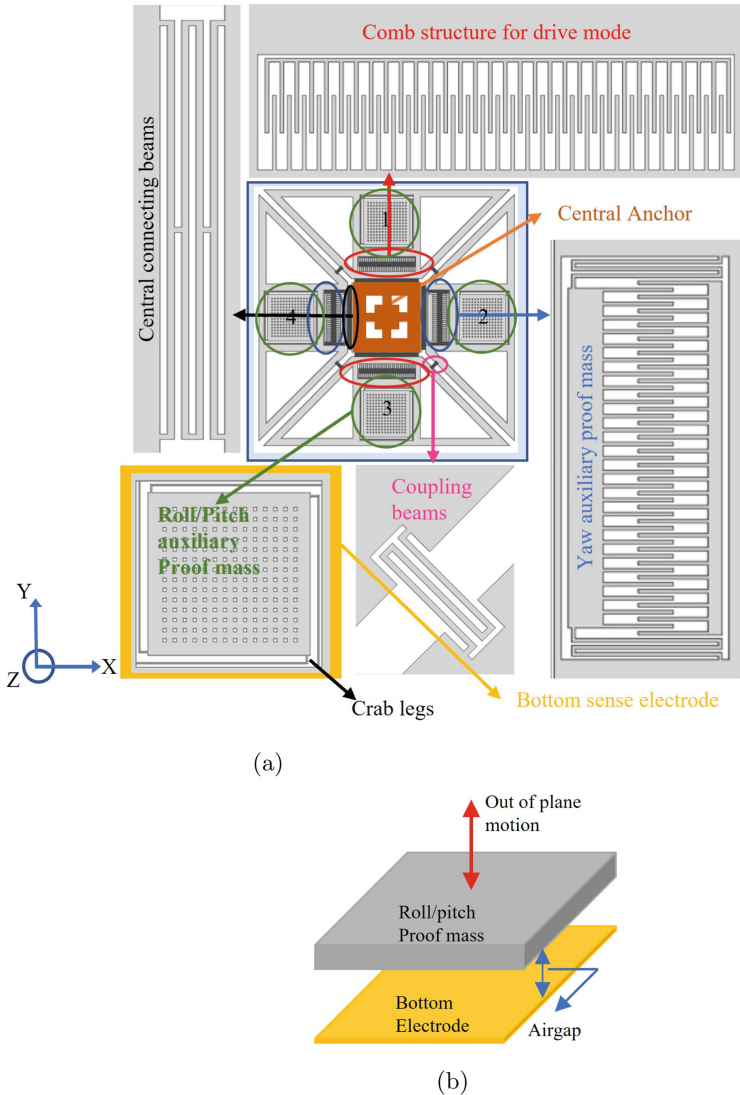 Comb structure for drive mode
Central connecting beams
Central Anchor
1
4
2
3
Yaw auxiliary proof mass
Coupling
beams
Roll/Pitch
auxiliary
Proof mass
Y
X
Z
Crab legs
Bottom sense electrode
(a)
Out of plane
motion
Roll/pitch
Proof mass
Bottom
Electrode
Airgap
(b)